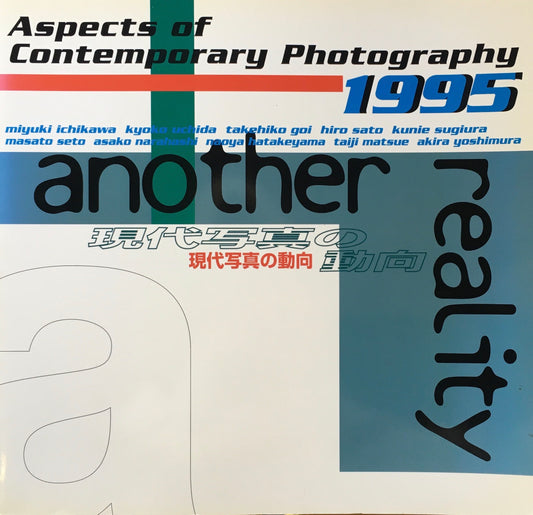 Aspects of
Contemporary Photography
1995
miyuki ichikawa kyoko uchida takehiko goi hiro sato kunie sugiura
masato seto asako narahashi naoya hatakeyama taiji matsue akira yoshimura
another
reality
現代写真の
動向
現代写真の動向
a